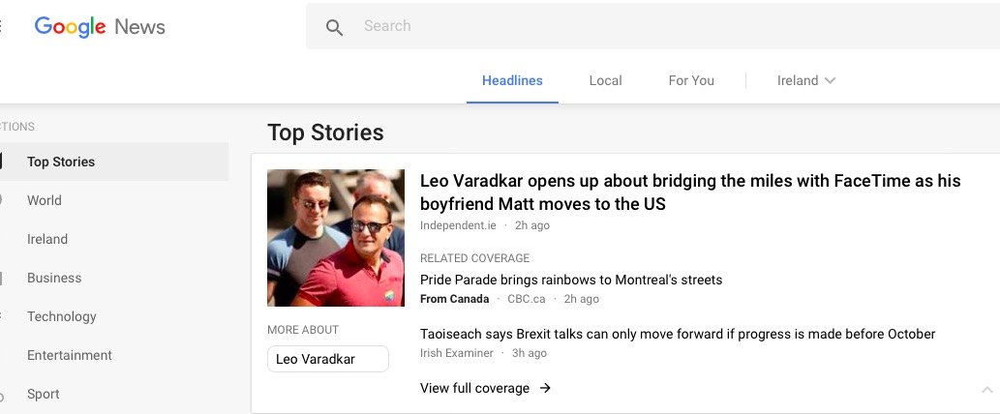 Google News
Search
Headlines
Local
For You
Ireland
CTIONS
Top Stories
World
Ireland
Business
Technology
Entertainment
Sport
Top Stories
Leo Varadkar opens up about bridging the miles with FaceTime as his
boyfriend Matt moves to the US
Independent.ie · 2h ago
RELATED COVERAGE
Pride Parade brings rainbows to Montreal's streets
From Canada · CBC.ca · 2h ago
Taoiseach says Brexit talks can only move forward if progress is made before October
Irish Examiner · 3h ago
View full coverage
MORE ABOUT
Leo Varadkar